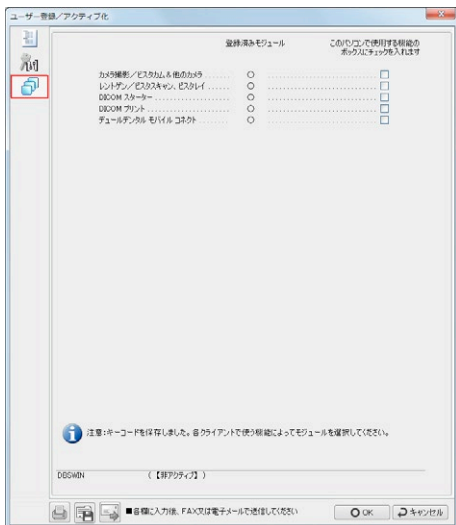 ユーザー登録／アクティブ化
登録済みモジュール
このパソコンで使用する機能の
ボックスにチェックを入れます
カメラ撮影／ビスタカム＆他のカメラ ....... ○
レントゲン／ビスタスキャン、ビスタレイ ...... ○
DICOM スターター ....... ○
DICOM プリント ....... ○
デュールデンタル モバイル コネクト ....... ○
注意：キーコードを保存しました。各クライアントで使う機能によってモジュールを選択してください。
DBSWIN （【非アクティブ】）
■各欄に入力後、FAX又は電子メールで送信してください
OK
キャンセル